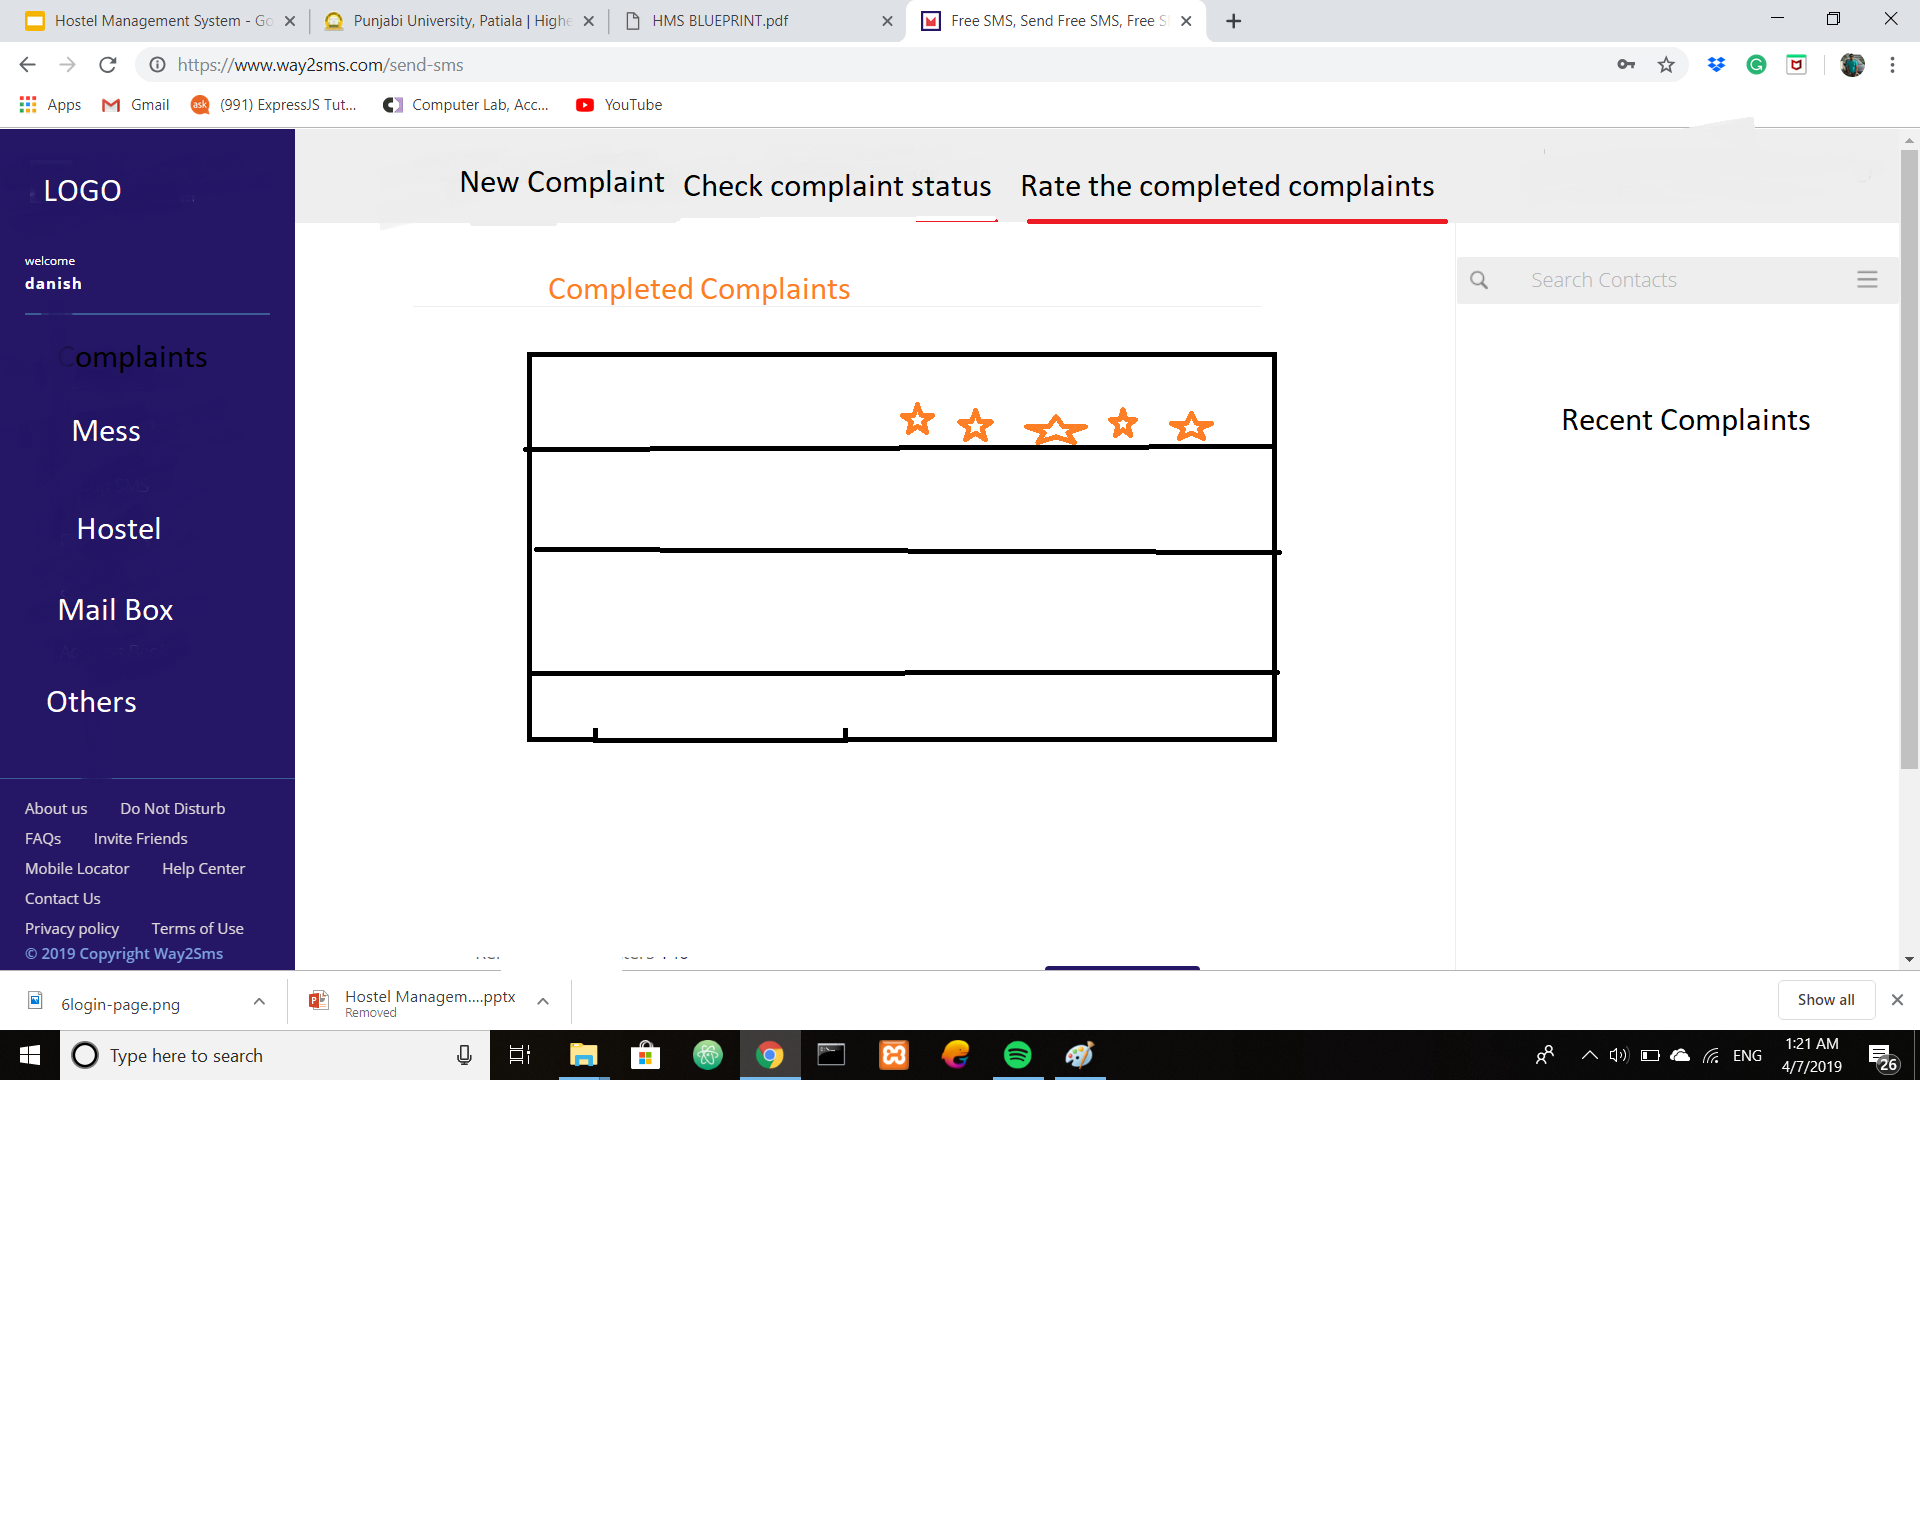 Hostel Management System - Go
Punjabi University, Patiala | Highe
HMS BLUEPRINT.pdf
Free SMS, Send Free SMS, Free S
https://www.way2sms.com/send-sms
Apps
Gmail
ask
(991) ExpressJS Tut...
Computer Lab, Acc...
YouTube
LOGO
New Complaint
Check complaint status
Rate the completed complaints
welcome
danish
Completed Complaints
Search Contacts
Complaints
Mess
Recent Complaints
Hostel
Mail Box
Others
About us
Do Not Disturb
FAQs
Invite Friends
Mobile Locator
Help Center
Contact Us
Privacy policy
Terms of Use
© 2019 Copyright Way2Sms
6login-page.png
Hostel Managem....pptx
Removed
Show all
Type here to search
ENG
1:21 AM
4/7/2019
26